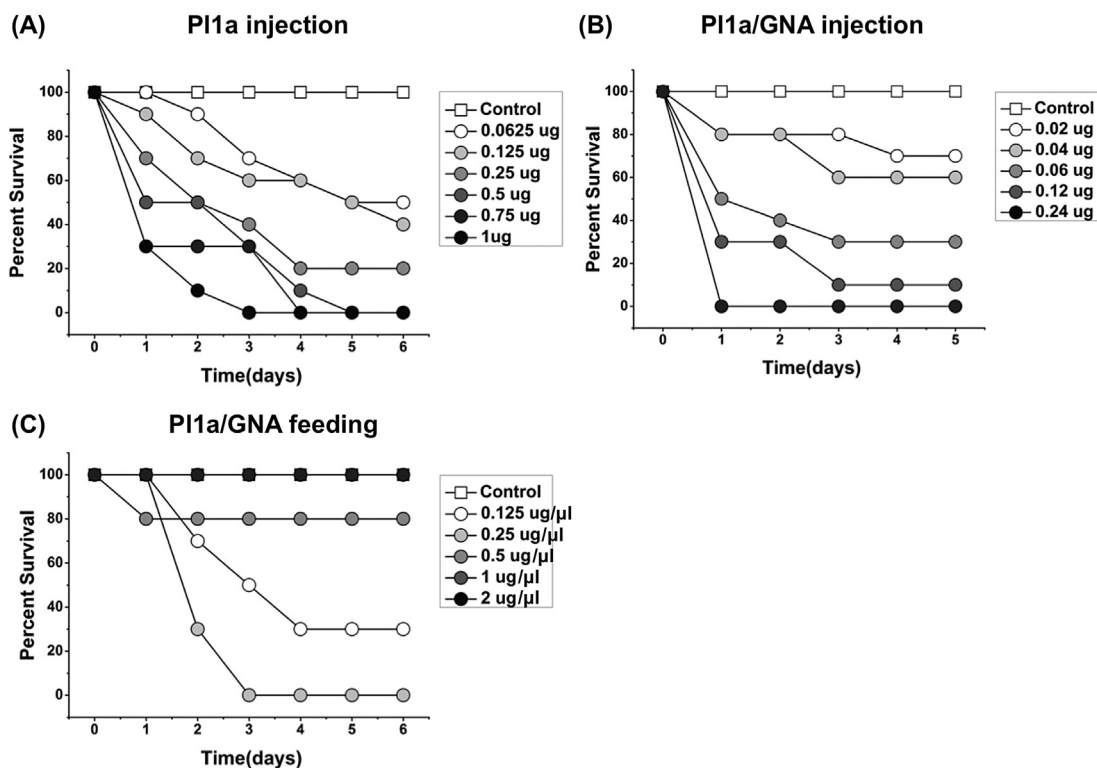 (A) Pl1a injection
Percent Survival
100
80
60
40
20
0
0 1 2 3 4 5 6
Time(days)
Control
0.0625 ug
0.125 ug
0.25 ug
0.5 ug
0.75 ug
1ug
(B) Pl1a/GNA injection
Percent Survival
100
80
60
40
20
0
0 1 2 3 4 5
Time(days)
Control
0.02 ug
0.04 ug
0.06 ug
0.12 ug
0.24 ug
(C) Pl1a/GNA feeding
Percent Survival
100
80
60
40
20
0
0 1 2 3 4 5 6
Time(days)
Control
0.125 ug/µl
0.25 ug/µl
0.5 ug/µl
1 ug/µl
2 ug/µl